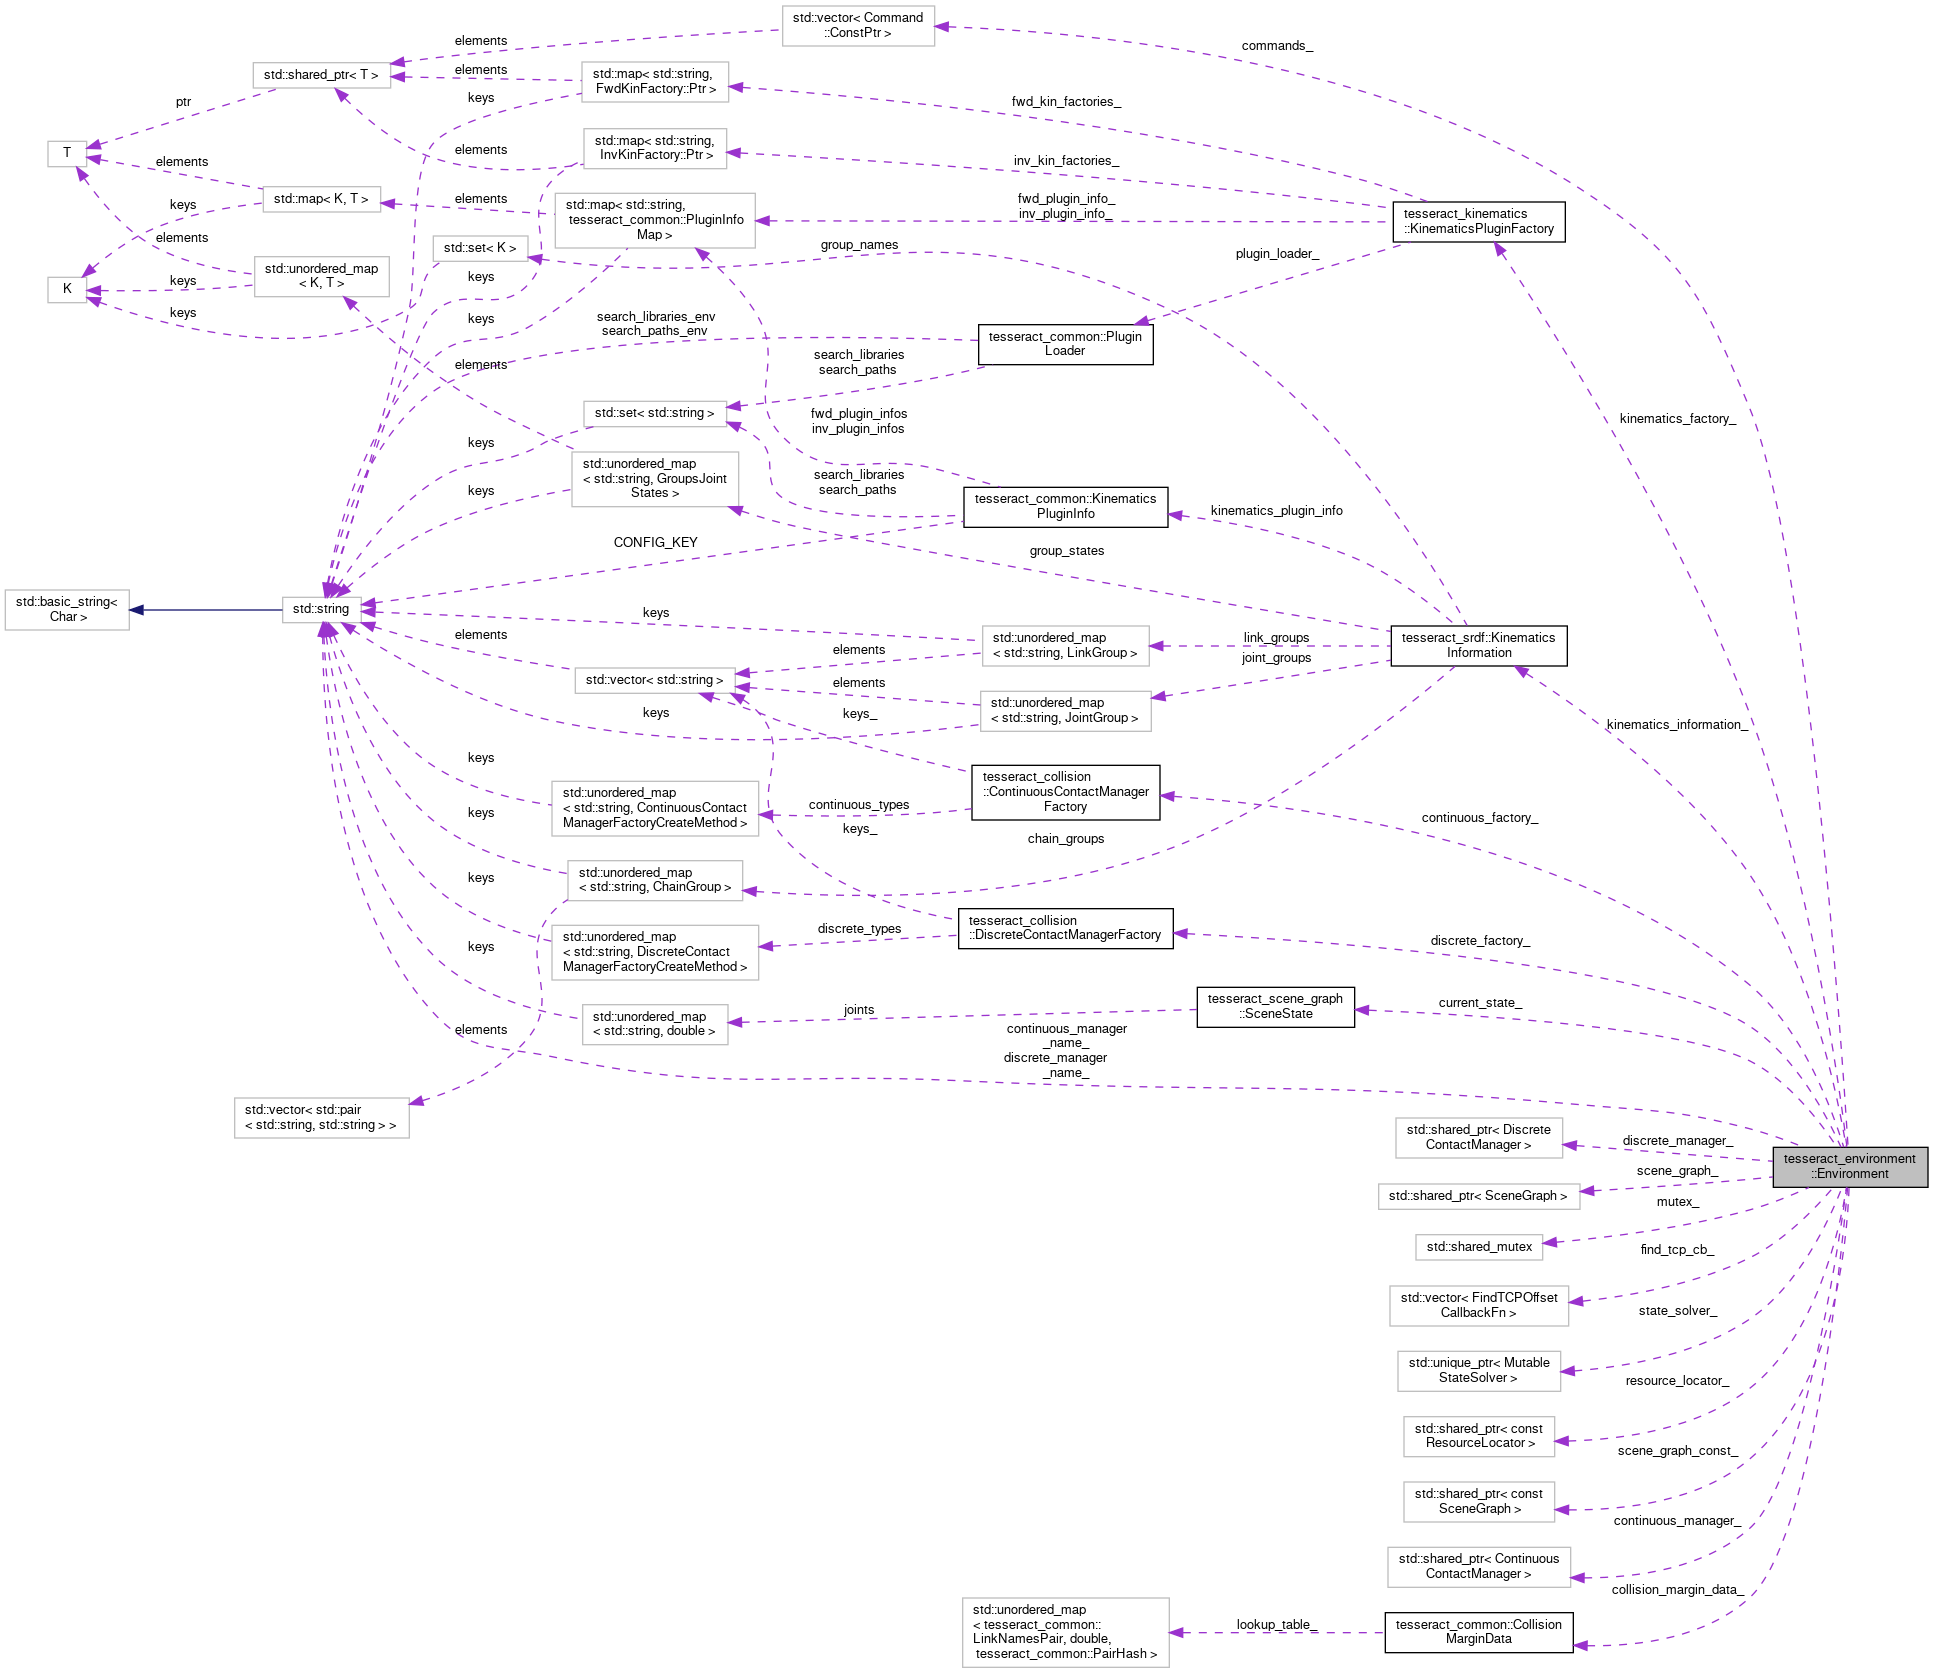 std::vector< Command
::ConstPtr >
commands_
elements
std::shared_ptr< T >
elements
std::map< std::string,
FwdKinFactory::Ptr >
ptr
keys
fwd_kin_factories_
T
elements
elements
std::map< std::string,
InvKinFactory::Ptr >
inv_kin_factories_
std::map< K, T >
keys
elements
std::map< std::string,
tesseract_common::PluginInfo
Map >
fwd_plugin_info_
inv_plugin_info_
tesseract_kinematics
::KinematicsPluginFactory
elements
std::set< K >
group_names
plugin_loader_
std::unordered_map
< K, T >
keys
K
keys
keys
keys
search_libraries_env
search_paths_env
tesseract_common::Plugin
Loader
elements
search_libraries
search_paths
std::set< std::string >
fwd_plugin_infos
inv_plugin_infos
kinematics_factory_
keys
std::unordered_map
< std::string, GroupsJoint
States >
search_libraries
search_paths
keys
tesseract_common::Kinematics
PluginInfo
kinematics_plugin_info
CONFIG_KEY
group_states
std::basic_string<
Char >
std::string
keys
elements
std::unordered_map
< std::string, LinkGroup >
link_groups
tesseract_srdf::Kinematics
Information
elements
joint_groups
std::vector< std::string >
elements
keys
keys_
std::unordered_map
< std::string, JointGroup >
kinematics_information_
keys
std::unordered_map
< std::string, ContinuousContact
ManagerFactoryCreateMethod >
continuous_types
tesseract_collision
::ContinuousContactManager
Factory
continuous_factory_
keys
keys_
chain_groups
std::unordered_map
< std::string, ChainGroup >
keys
std::unordered_map
< std::string, DiscreteContact
ManagerFactoryCreateMethod >
discrete_types
tesseract_collision
::DiscreteContactManagerFactory
discrete_factory_
keys
std::unordered_map
< std::string, double >
joints
tesseract_scene_graph
::SceneState
current_state_
elements
continuous_manager
_name_
discrete_manager
_name_
std::vector< std::pair
< std::string, std::string > >
std::shared_ptr< Discrete
ContactManager >
discrete_manager_
tesseract_environment
::Environment
scene_graph_
std::shared_ptr< SceneGraph >
mutex_
std::shared_mutex
find_tcp_cb_
std::vector< FindTCPOffset
CallbackFn >
state_solver_
std::unique_ptr< Mutable
StateSolver >
resource_locator_
std::shared_ptr< const
ResourceLocator >
scene_graph_const_
std::shared_ptr< const
SceneGraph >
continuous_manager_
std::shared_ptr< Continuous
ContactManager >
collision_margin_data_
std::unordered_map
< tesseract_common::
LinkNamesPair, double,
tesseract_common::PairHash >
lookup_table_
tesseract_common::Collision
MarginData